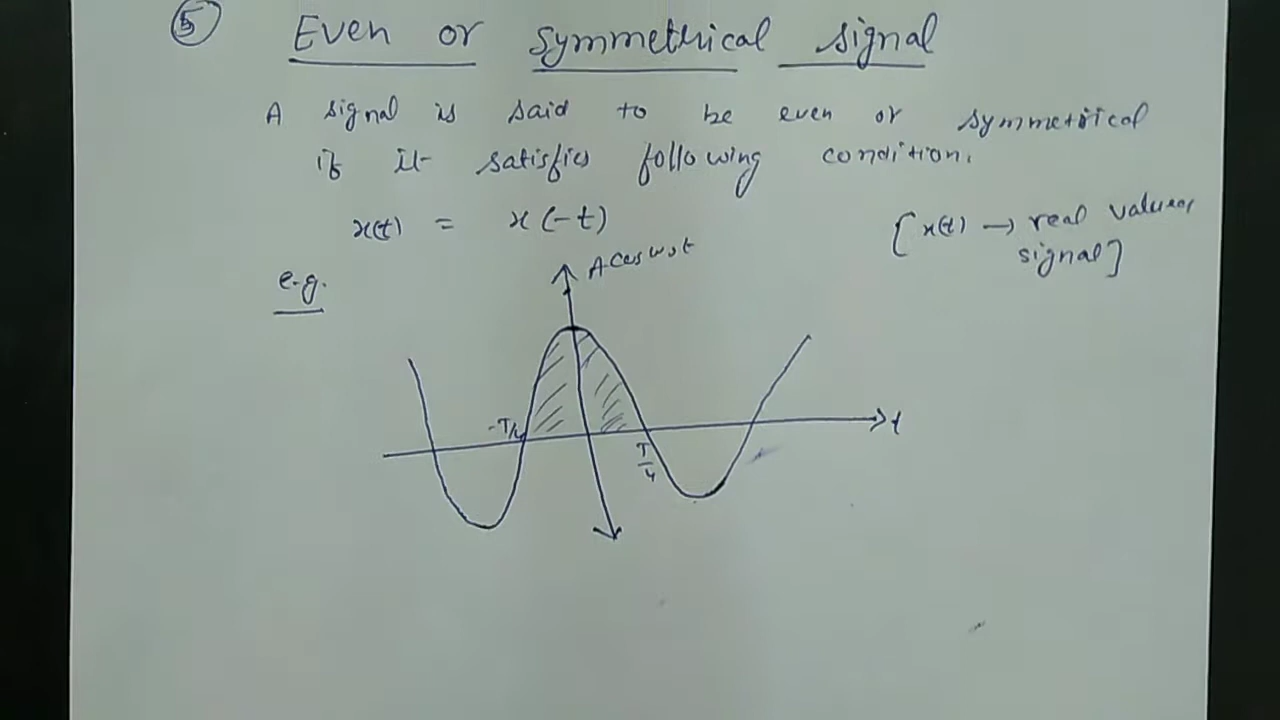 ⑤ Even or symmetrical signal
A signal is said to be even or symmetrical
if it satisfies following condition.
x(t) = x(-t)
[x(t) → real valued
signal]
e.g.
A cos ω₀t
-T/4
T/4
t